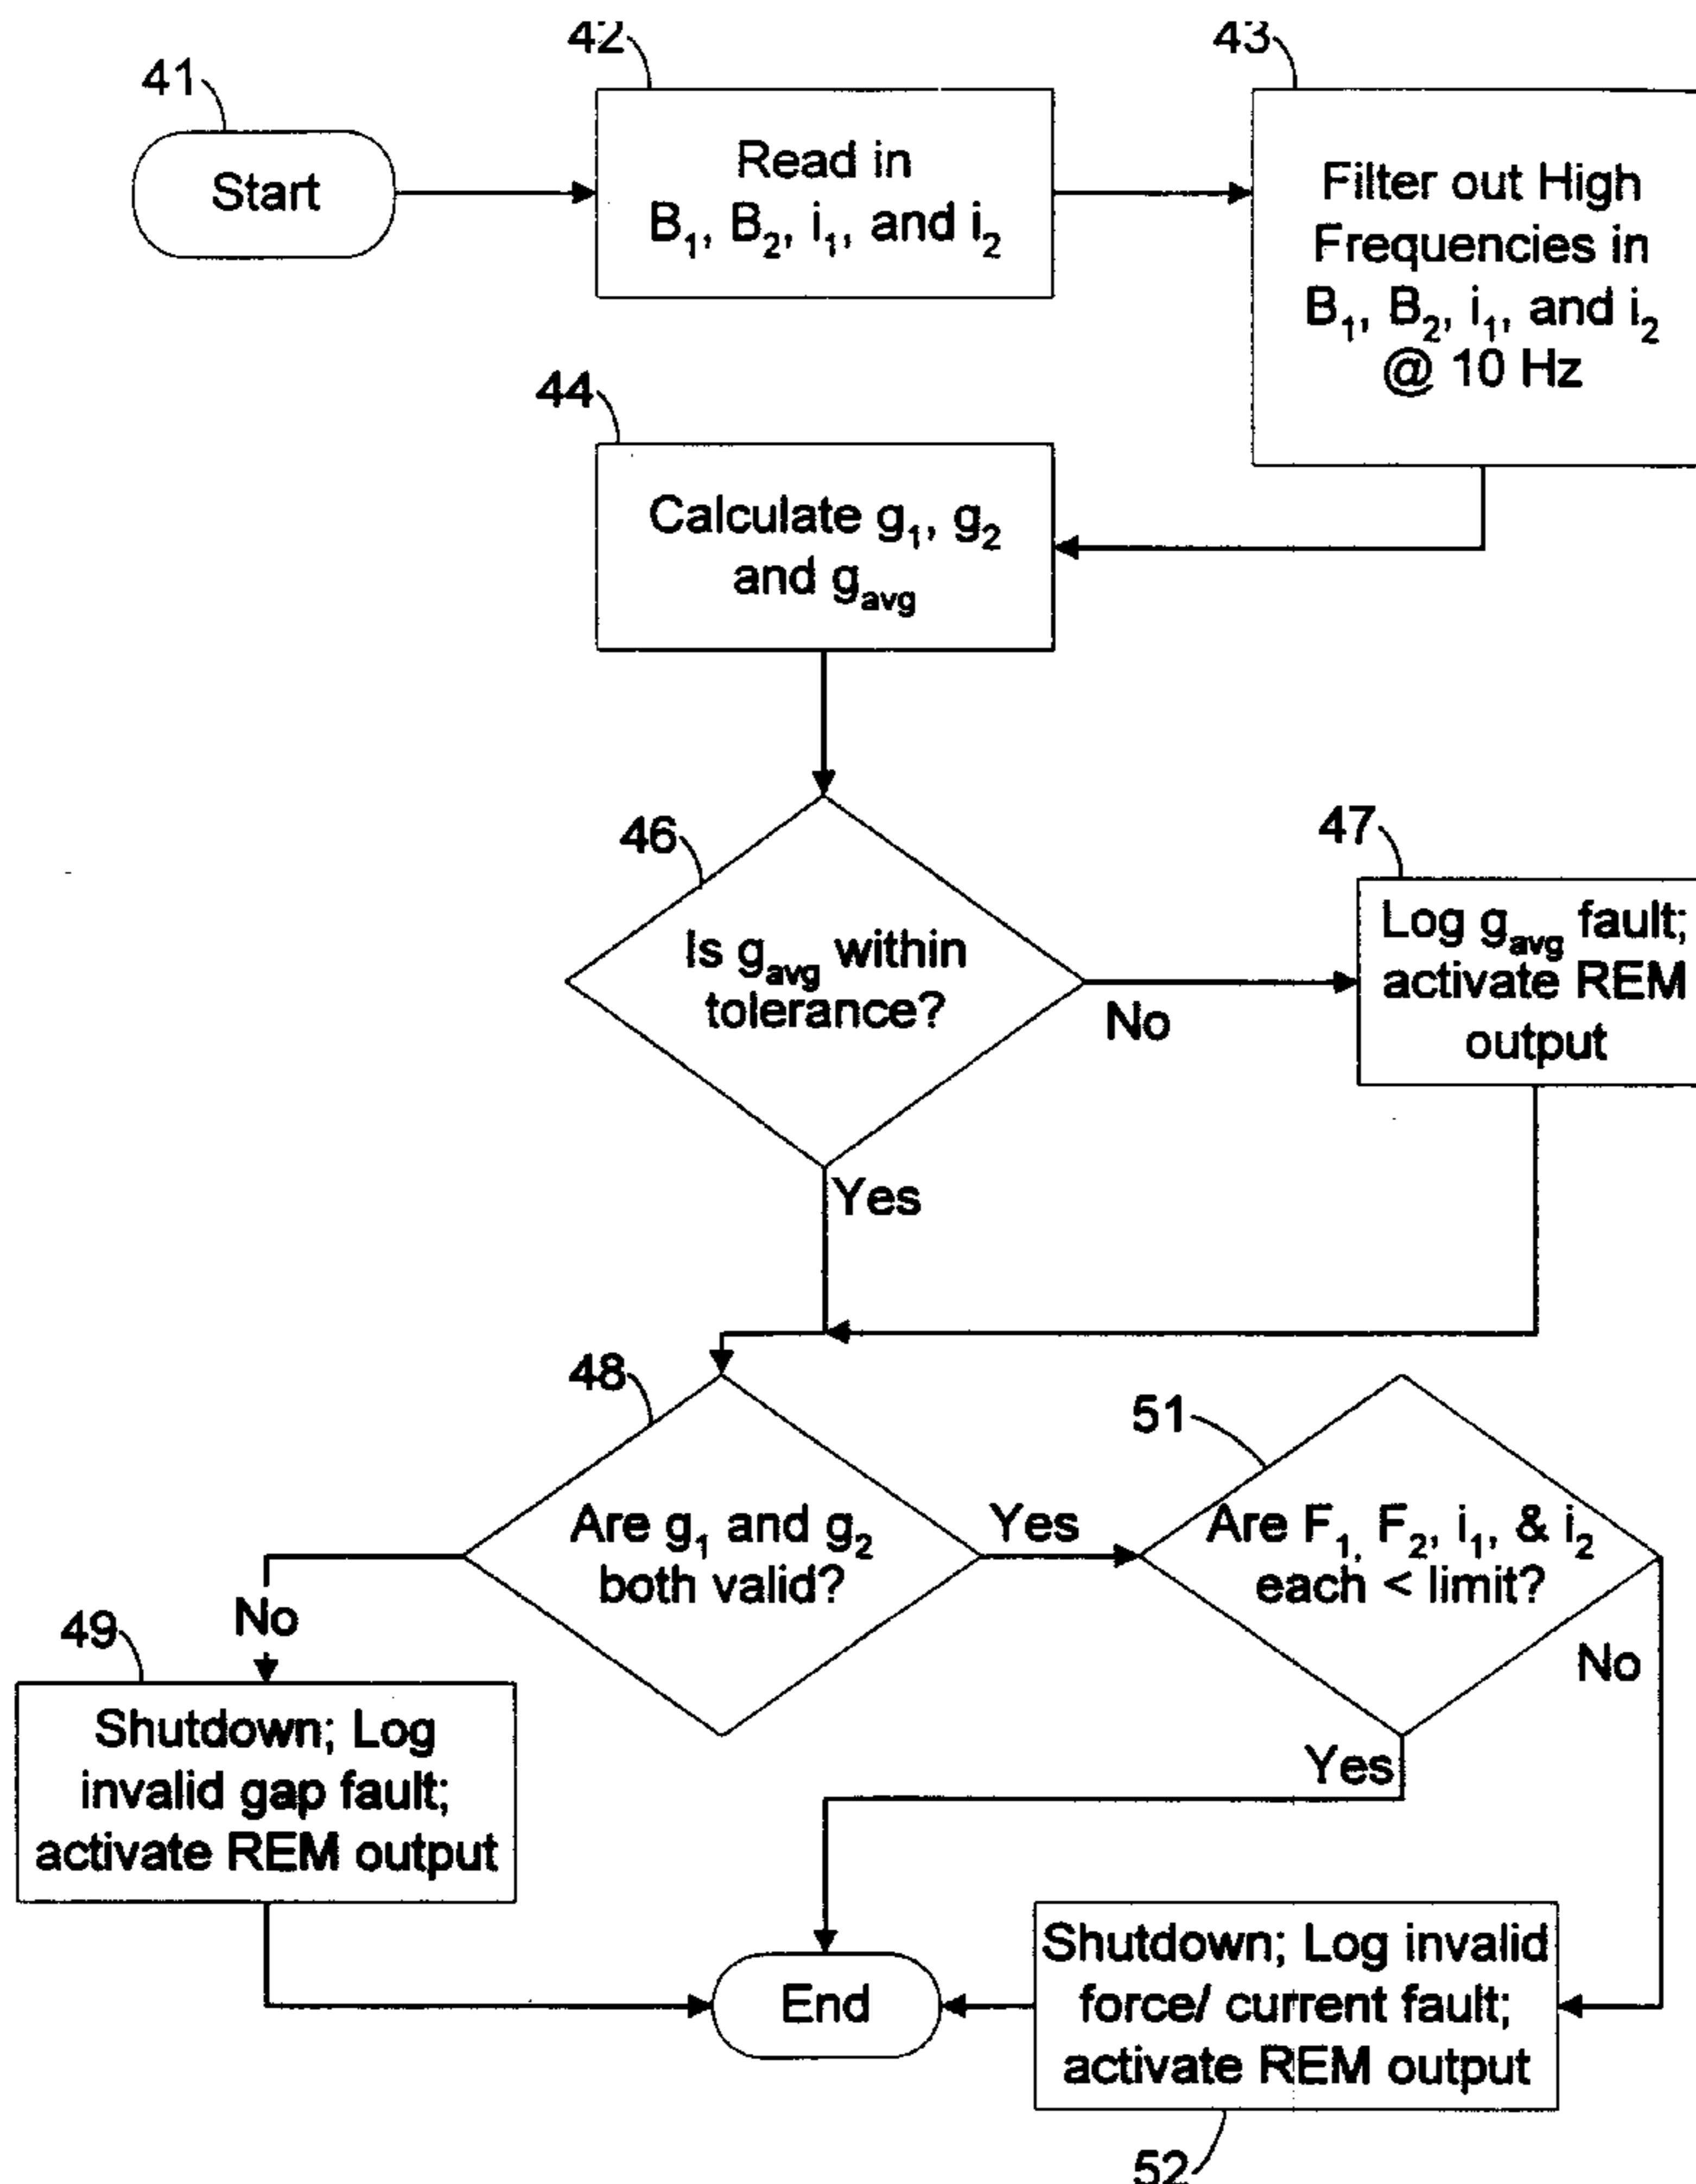 41
Start
42
Read in
B₁, B₂, i₁, and i₂
43
Filter out High
Frequencies in
B₁, B₂, i₁, and i₂
@ 10 Hz
44
Calculate g₁, g₂
and g_avg
46
Is g_avg within
tolerance?
No
47
Log g_avg fault;
activate REM
output
Yes
48
Are g₁ and g₂
both valid?
Yes
51
Are F₁, F₂, i₁, & i₂
each < limit?
No
No
49
Shutdown; Log
invalid gap fault;
activate REM output
Yes
End
Shutdown; Log invalid
force/ current fault;
activate REM output
52